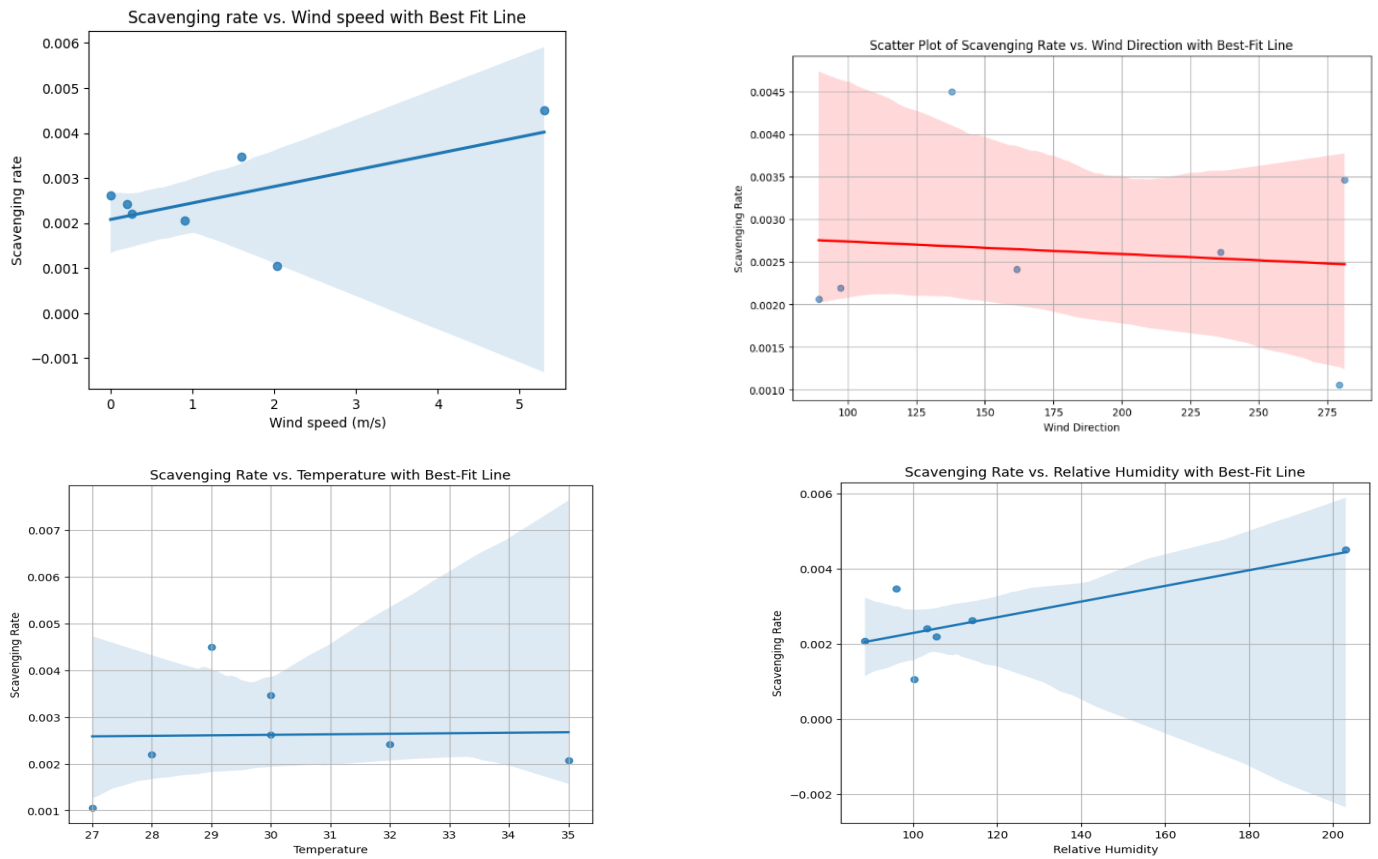 Scavenging rate vs. Wind speed with Best Fit Line
0.006
0.005
0.004
0.003
0.002
0.001
0.000
−0.001
Scavenging rate
0 1 2 3 4 5
Wind speed (m/s)
Scatter Plot of Scavenging Rate vs. Wind Direction with Best-Fit Line
0.0045
0.0040
0.0035
0.0030
0.0025
0.0020
0.0015
0.0010
Scavenging Rate
100 125 150 175 200 225 250 275
Wind Direction
Scavenging Rate vs. Temperature with Best-Fit Line
0.007
0.006
0.005
0.004
0.003
0.002
0.001
Scavenging Rate
27 28 29 30 31 32 33 34 35
Temperature
Scavenging Rate vs. Relative Humidity with Best-Fit Line
0.006
0.004
0.002
0.000
−0.002
Scavenging Rate
100 120 140 160 180 200
Relative Humidity